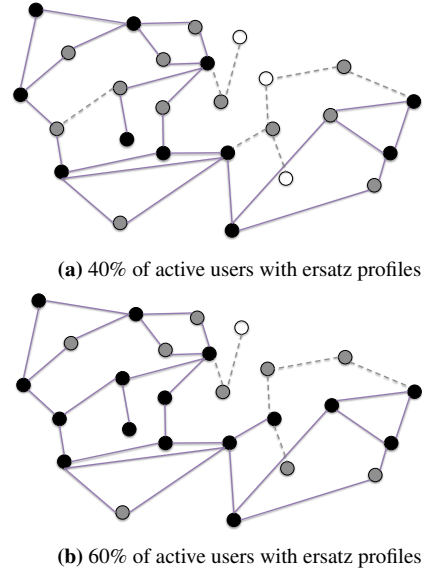 (a) 40% of active users with ersatz profiles
(b) 60% of active users with ersatz profiles